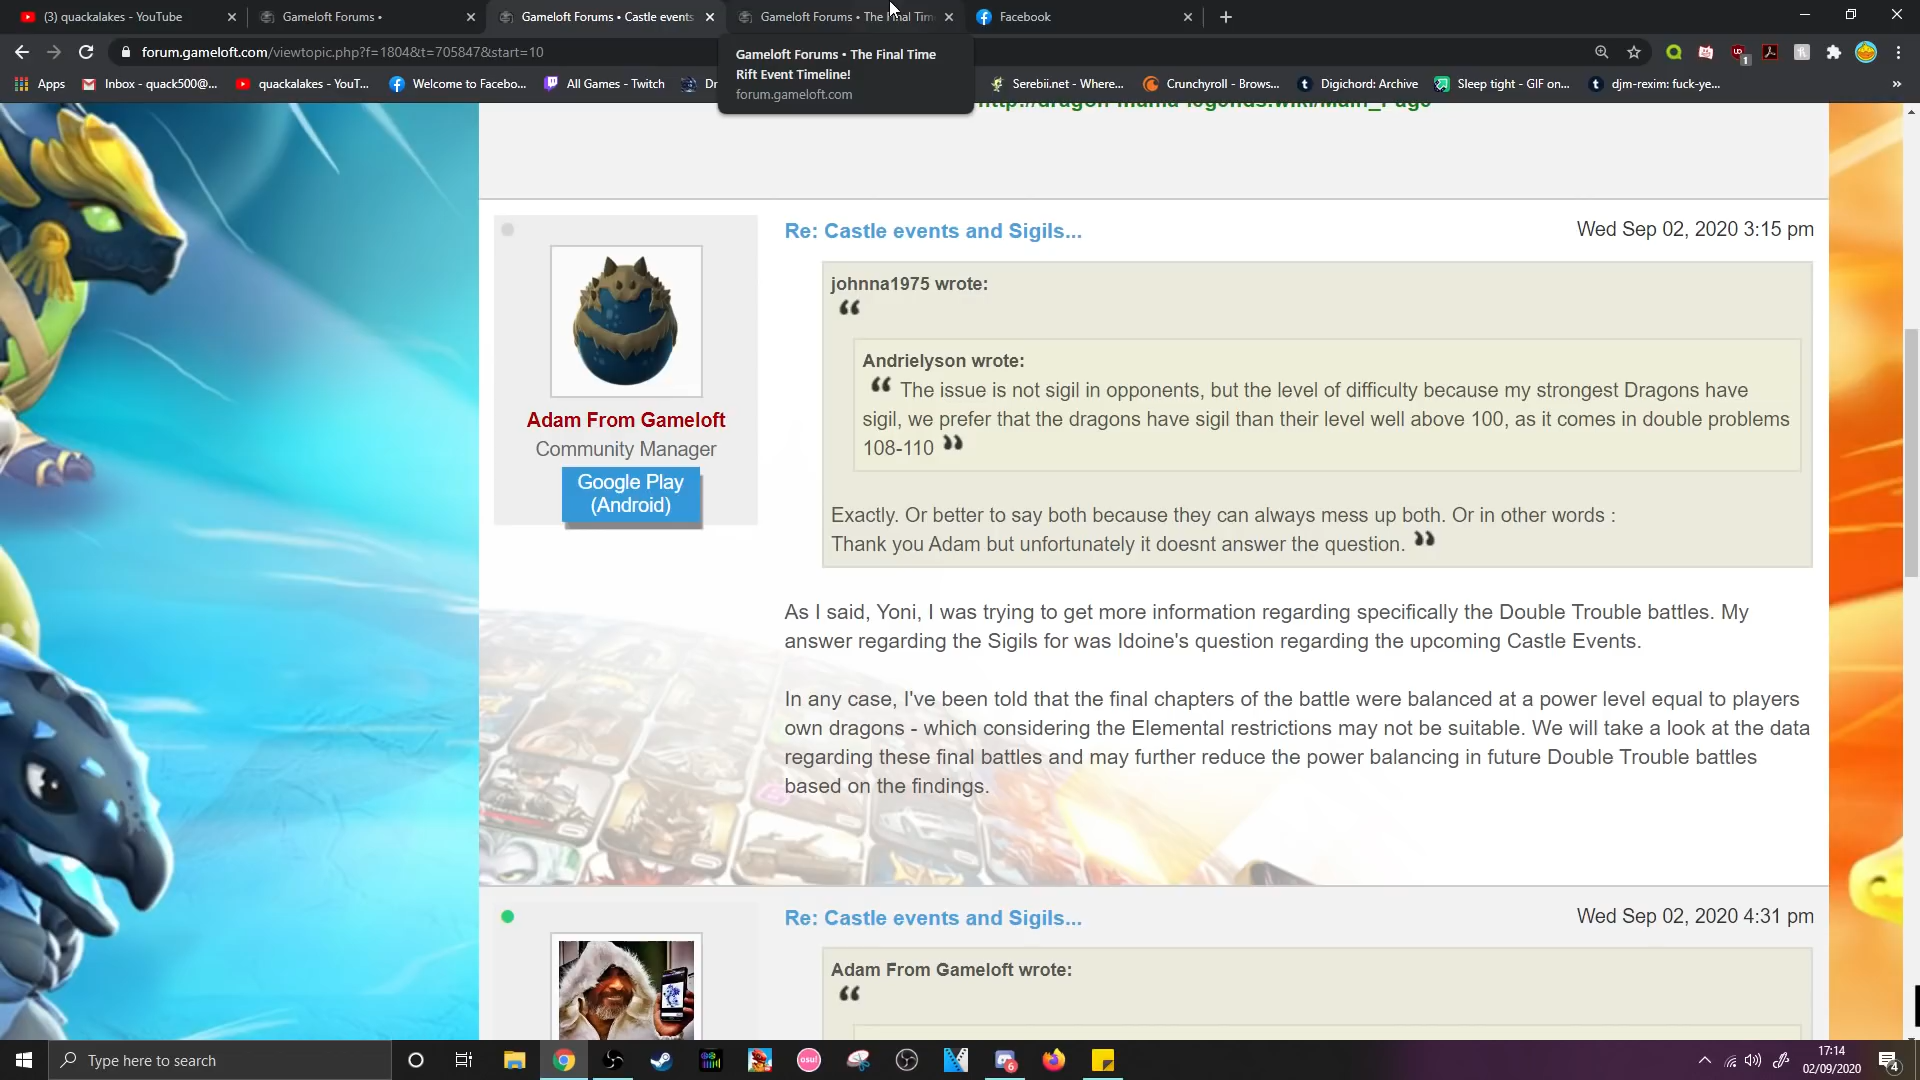 (3) quackalakes - YouTube
Gameloft Forums •
Gameloft Forums • Castle events
Gameloft Forums • The Final Tim
Facebook
forum.gameloft.com/viewtopic.php?f=1804&t=705847&start=10
Gameloft Forums • The Final Time
Rift Event Timeline!
forum.gameloft.com
Apps
Inbox - quack500@...
quackalakes - YouT...
Welcome to Facebo...
All Games - Twitch
Serebii.net - Where...
Crunchyroll - Brows...
Digichord: Archive
Sleep tight - GIF on...
djm-rexim: fuck-ye...
http://dragon-mania-legends.wiki/Main_Page
Re: Castle events and Sigils...
Wed Sep 02, 2020 3:15 pm
johnna1975 wrote:
“
Andrielyson wrote:
“ The issue is not sigil in opponents, but the level of difficulty because my strongest Dragons have
sigil, we prefer that the dragons have sigil than their level well above 100, as it comes in double problems
108-110 ”
Exactly. Or better to say both because they can always mess up both. Or in other words :
Thank you Adam but unfortunately it doesnt answer the question. ”
Adam From Gameloft
Community Manager
Google Play
(Android)
As I said, Yoni, I was trying to get more information regarding specifically the Double Trouble battles. My
answer regarding the Sigils for was Idoine's question regarding the upcoming Castle Events.
In any case, I've been told that the final chapters of the battle were balanced at a power level equal to players
own dragons - which considering the Elemental restrictions may not be suitable. We will take a look at the data
regarding these final battles and may further reduce the power balancing in future Double Trouble battles
based on the findings.
Re: Castle events and Sigils...
Wed Sep 02, 2020 4:31 pm
Adam From Gameloft wrote:
“
Type here to search
osu!
6
17:14
02/09/2020
4